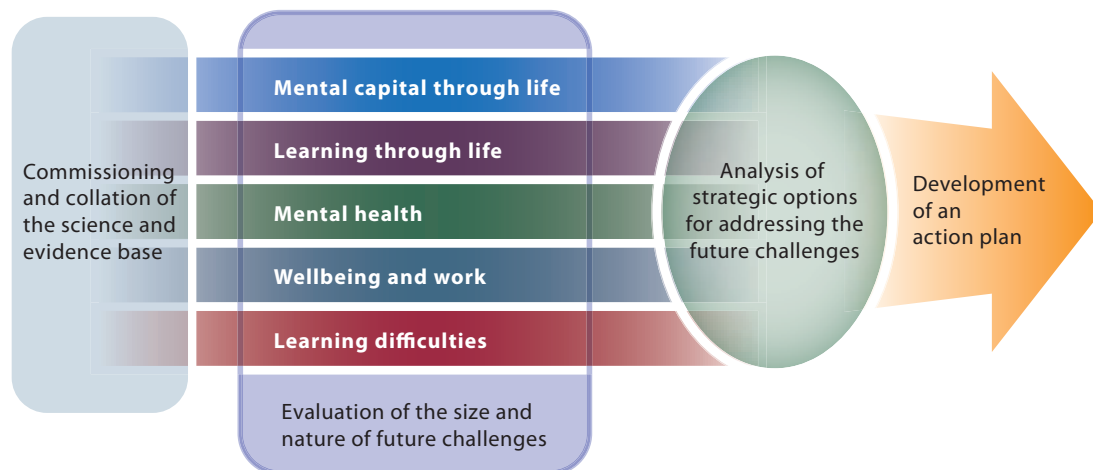 Commissioning
and collation of
the science and
evidence base
Mental capital through life
Learning through life
Mental health
Wellbeing and work
Learning difficulties
Evaluation of the size and
nature of future challenges
Analysis of
strategic options
for addressing the
future challenges
Development
of an
action plan